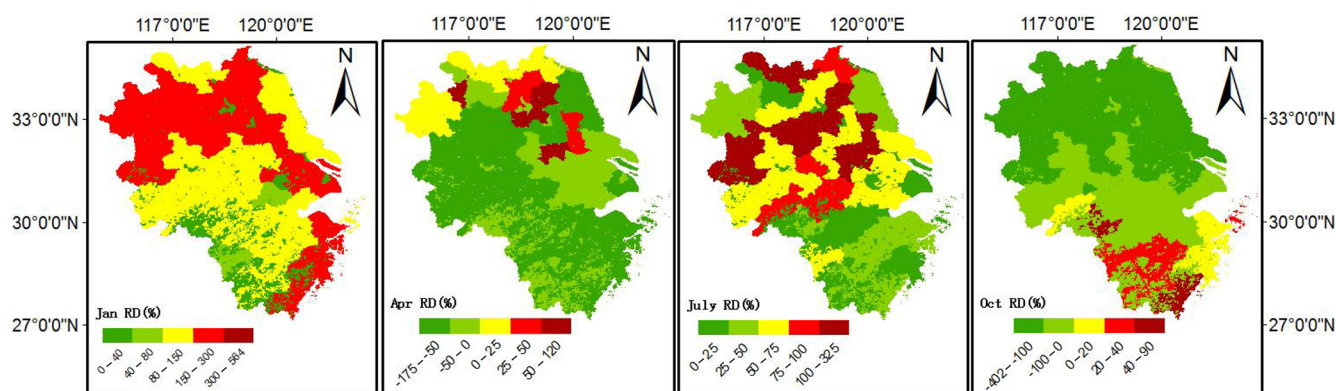 117°0'0"E 120°0'0"E 117°0'0"E 120°0'0"E 117°0'0"E 120°0'0"E 117°0'0"E 120°0'0"E
N N N N
33°0'0"N 33°0'0"N
30°0'0"N 30°0'0"N
27°0'0"N 27°0'0"N
Jan RD(%)
0-40 40-80 80-150 150-300 300-564
Apr RD(%)
-175--50 -50-0 0-25 25-50 50-120
July RD(%)
0-25 25-50 50-75 75-100 100-325
Oct RD(%)
-402--100 -100-0 0-20 20-40 40-90